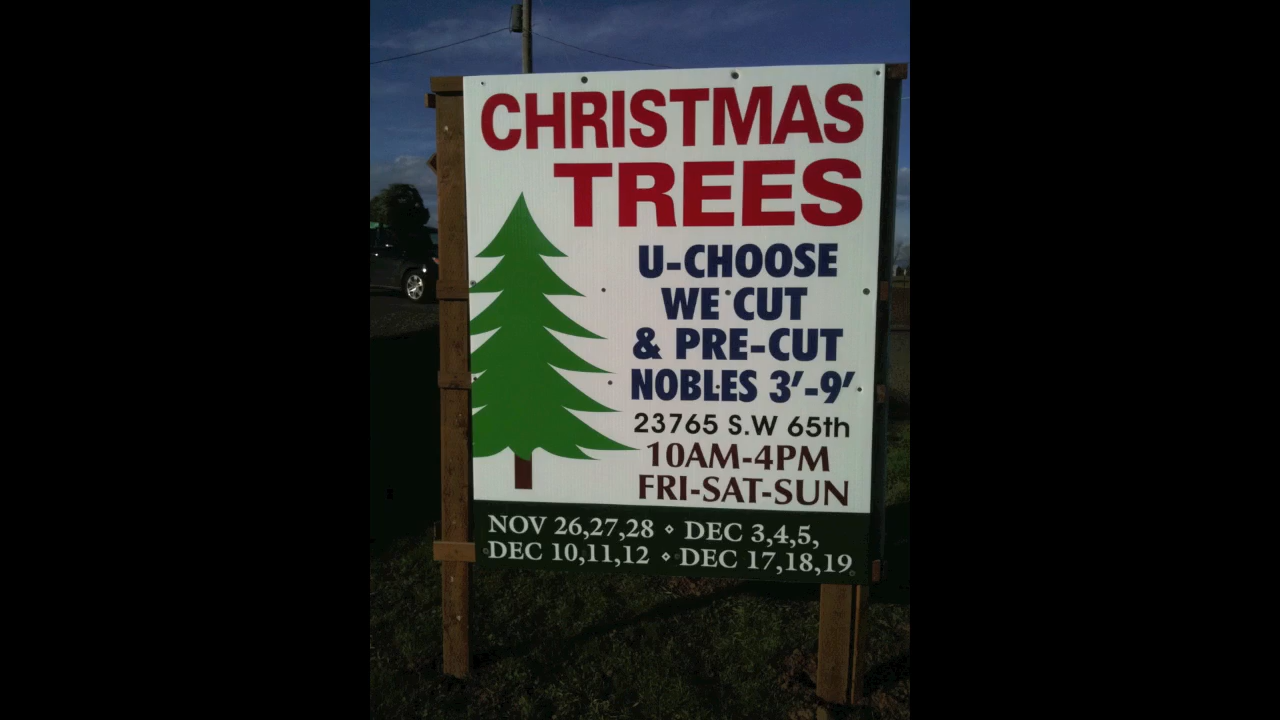 CHRISTMAS
TREES
U-CHOOSE
WE CUT
& PRE-CUT
NOBLES 3'-9'
23765 S.W 65th
10AM-4PM
FRI-SAT-SUN
NOV 26,27,28 ⋄ DEC 3,4,5,
DEC 10,11,12 ⋄ DEC 17,18,19